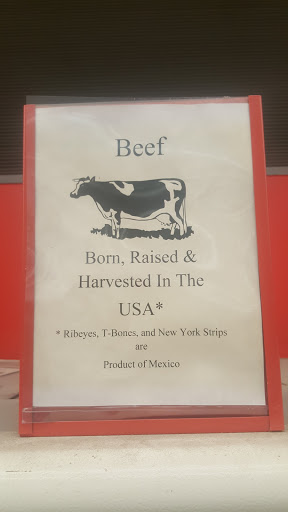 Beef
Born, Raised &
Harvested In The
USA*
* Ribeyes, T-Bones, and New York Strips
are
Product of Mexico